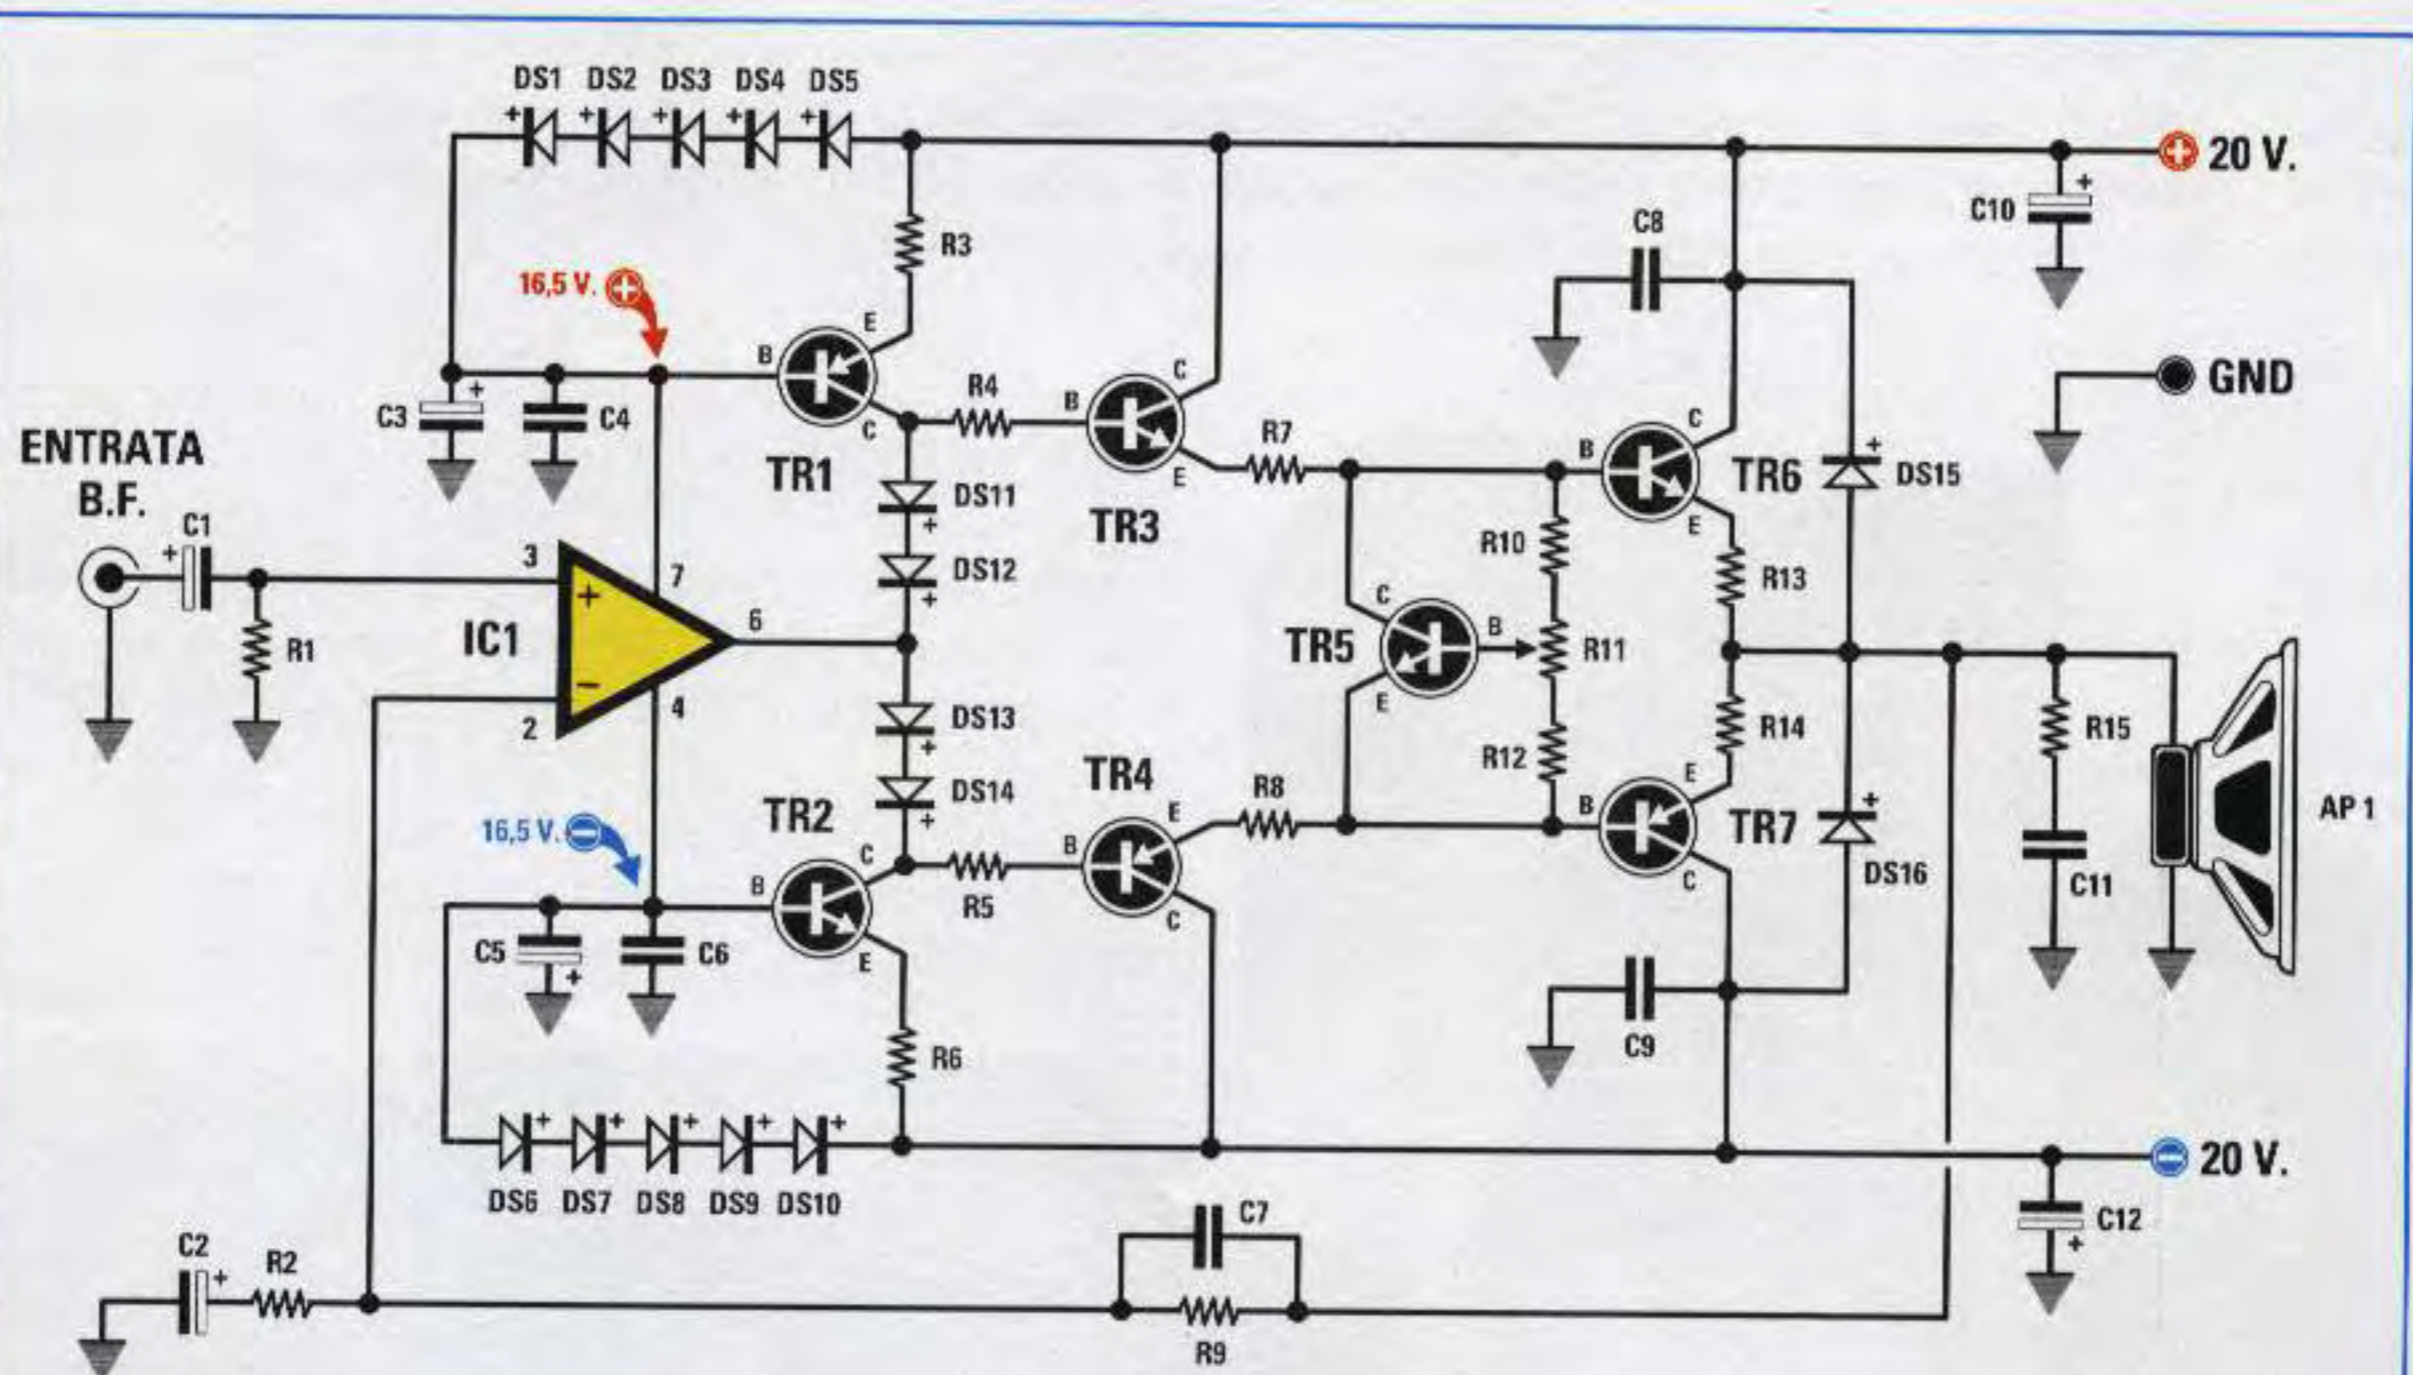 DS1 DS2 DS3 DS4 DS5
+ + + + +
20 V.
C10
+
C8
R3
16,5 V.
E
B
C
TR1
R4
B
C
E
TR3
R7
B
C
E
TR6
DS15
+
GND
C3
+
C4
ENTRATA
B.F.
C1
+
R1
3
+
7
IC1
6
2
−
4
DS11
+
DS12
+
DS13
+
DS14
+
R10
R13
C
TR5
B
E
R11
R12
R14
R15
AP 1
C11
16,5 V.
TR2
B
C
E
R5
TR4
B
E
C
R8
B
E
TR7
C
+
DS16
C5
+
C6
R6
C9
+ + + + +
DS6 DS7 DS8 DS9 DS10
20 V.
C12
+
C7
C2
+
R2
R9